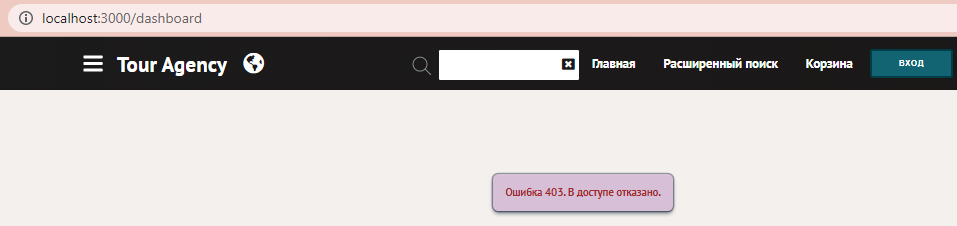 localhost:3000/dashboard
Tour Agency Главная Расширенный поиск Корзина ВХОД
Ошибка 403. В доступе отказано.